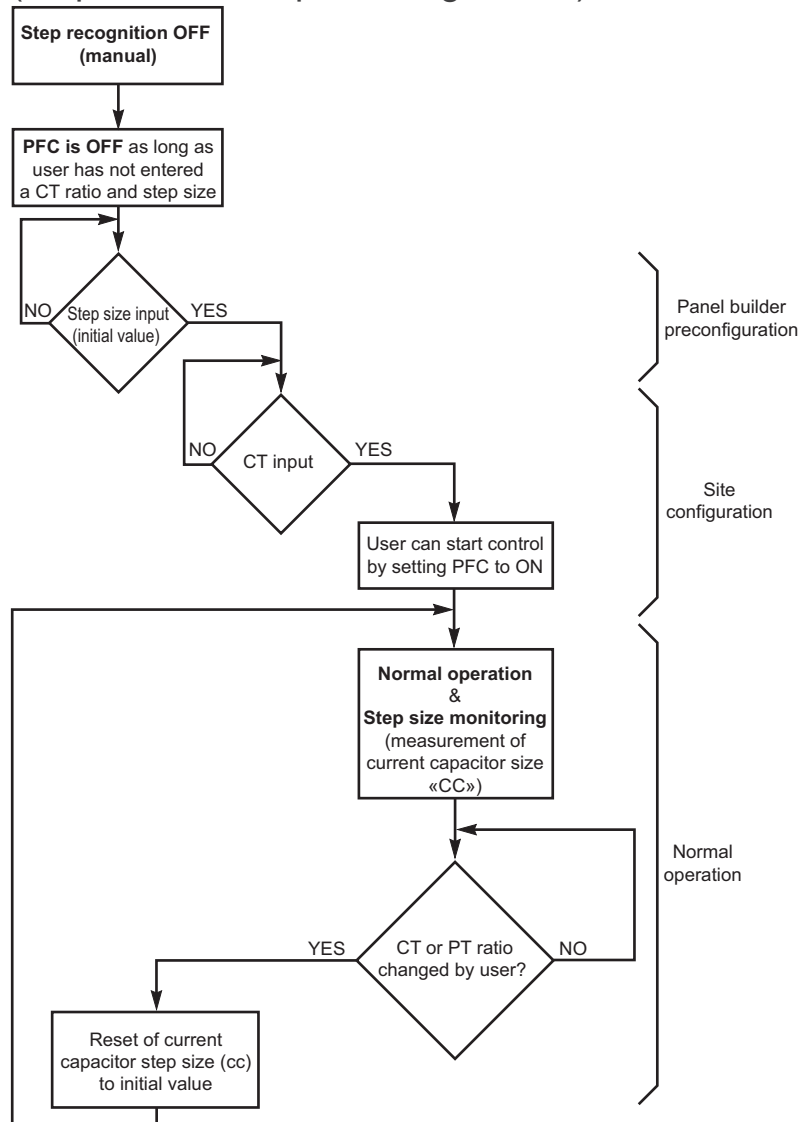 Step recognition OFF
(manual)
PFC is OFF as long as
user has not entered
a CT ratio and step size
NO
Step size input
(initial value)
YES
Panel builder
preconfiguration
NO
CT input
YES
Site
configuration
User can start control
by setting PFC to ON
Normal operation
&
Step size monitoring
(measurement of
current capacitor size
«CC»)
Normal
operation
YES
CT or PT ratio
changed by user?
NO
Reset of current
capacitor step size (cc)
to initial value